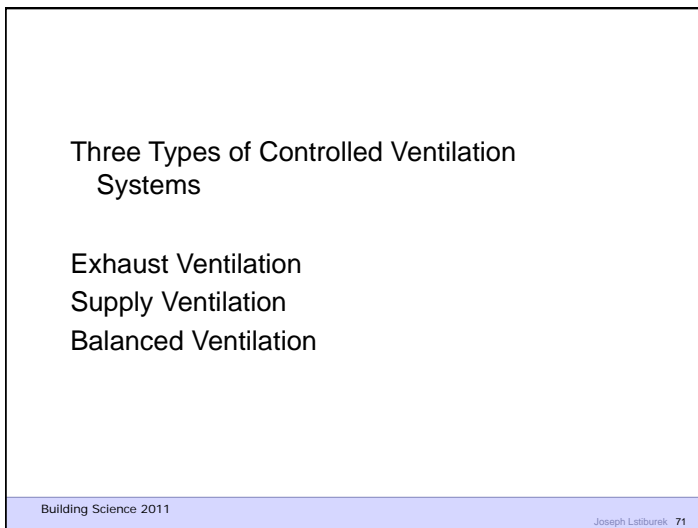 Three Types of Controlled Ventilation
Systems
Exhaust Ventilation
Supply Ventilation
Balanced Ventilation
Building Science 2011
Joseph Lstiburek 71